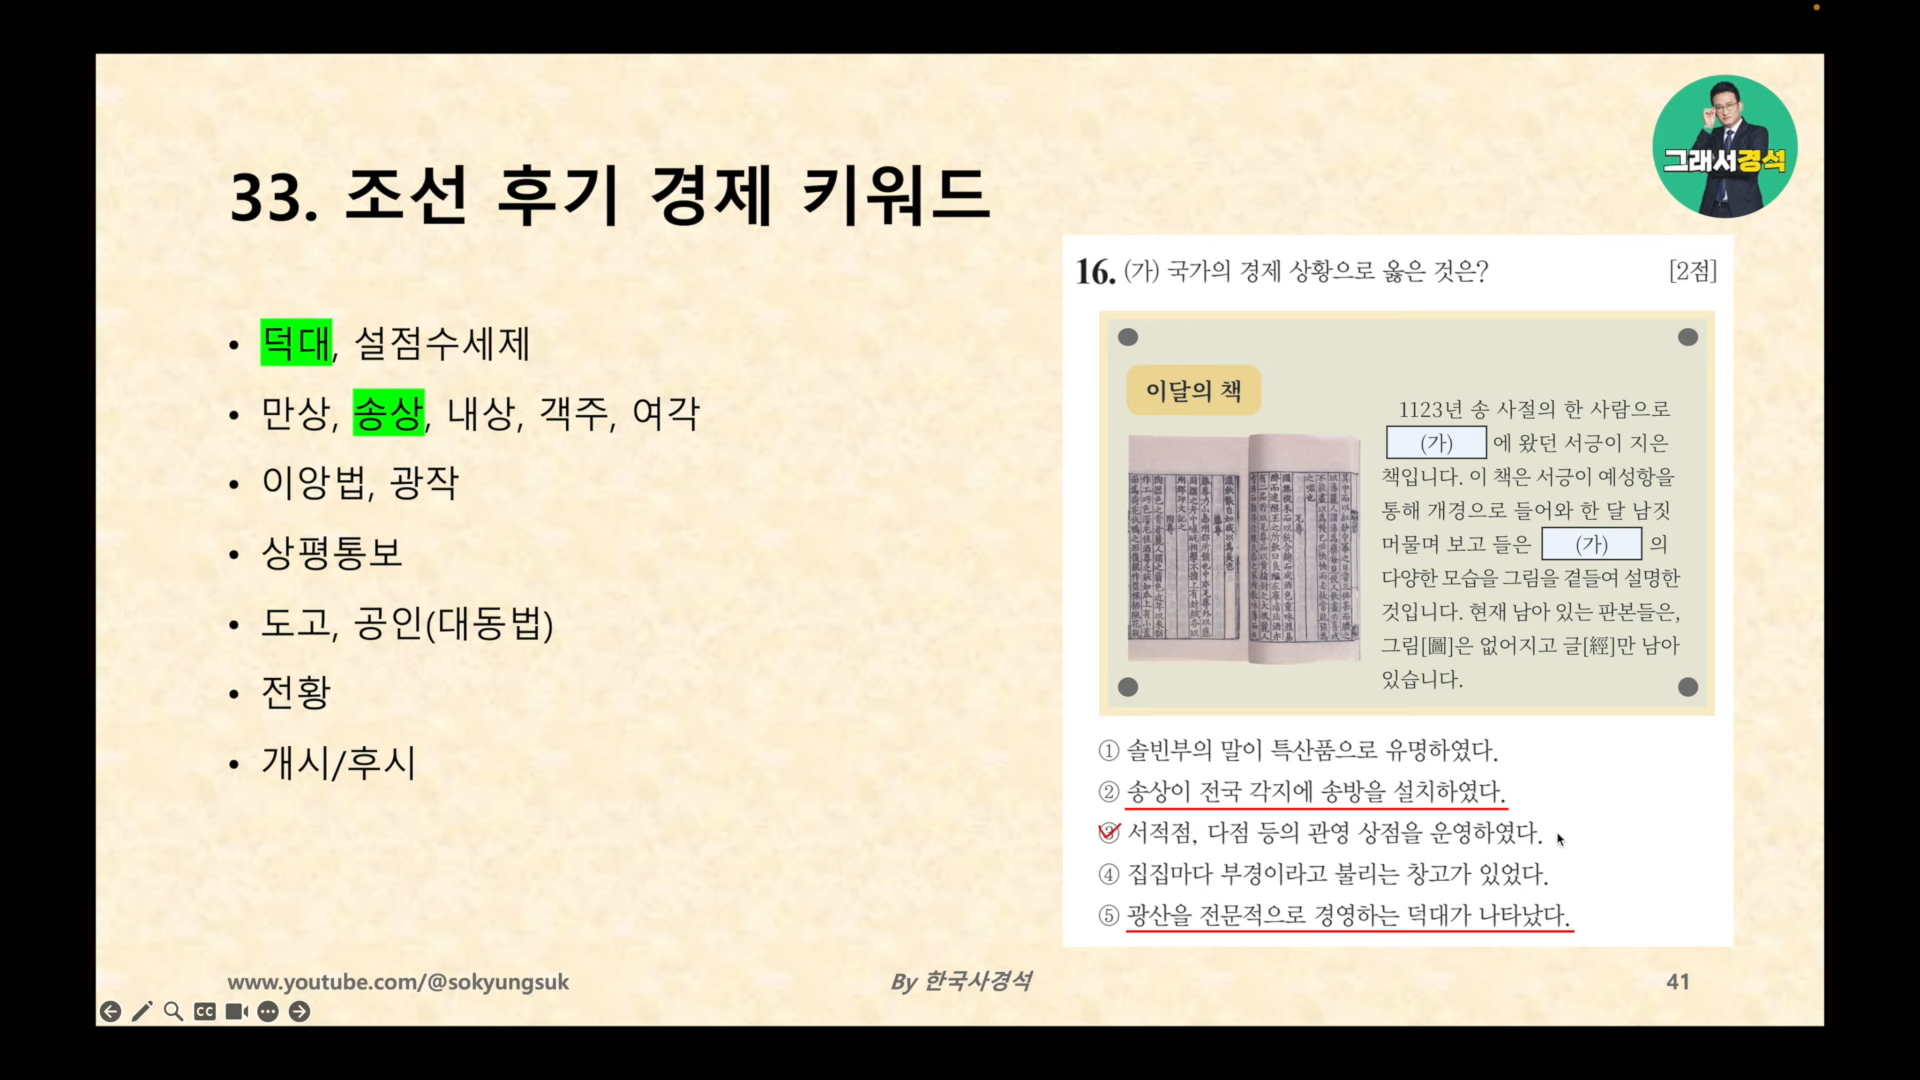 그래서경석
33. 조선 후기 경제 키워드
• 덕대, 설점수세제
• 만상, 송상, 내상, 객주, 여각
• 이앙법, 광작
• 상평통보
• 도고, 공인(대동법)
• 전황
• 개시/후시
16. (가) 국가의 경제 상황으로 옳은 것은? [2점]
이달의 책
1123년 송 사절의 한 사람으로
(가) 에 왔던 서긍이 지은
책입니다. 이 책은 서긍이 예성항을
통해 개경으로 들어와 한 달 남짓
머물며 보고 들은 (가) 의
다양한 모습을 그림을 곁들여 설명한
것입니다. 현재 남아 있는 판본들은,
그림[圖]은 없어지고 글[經]만 남아
있습니다.
① 솔빈부의 말이 특산품으로 유명하였다.
② 송상이 전국 각지에 송방을 설치하였다.
③ 서적점, 다점 등의 관영 상점을 운영하였다.
④ 집집마다 부경이라고 불리는 창고가 있었다.
⑤ 광산을 전문적으로 경영하는 덕대가 나타났다.
www.youtube.com/@sokyungsuk
By 한국사경석
41
CC